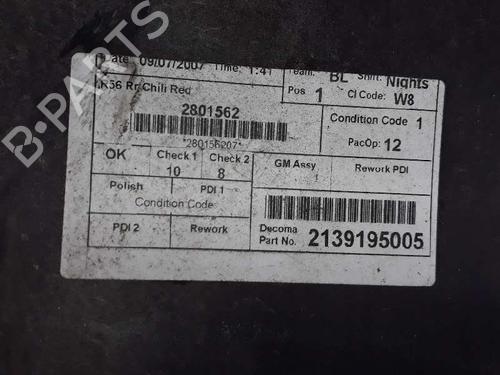 B-PARTS
Date 09/07/2007 Time: 1:41
Team: BL Shift: Nights
Pos 1 CI Code: W8
R56 Rr Chili Red
2801562
*280156207*
Condition Code 1
PacOp: 12
OK
Check 1 10
Check 2 8
GM Assy 1
Rework PDI
Polish
PDI 1
Condition Code:
PDI 2
Rework
Decoma
Part No. 2139195005